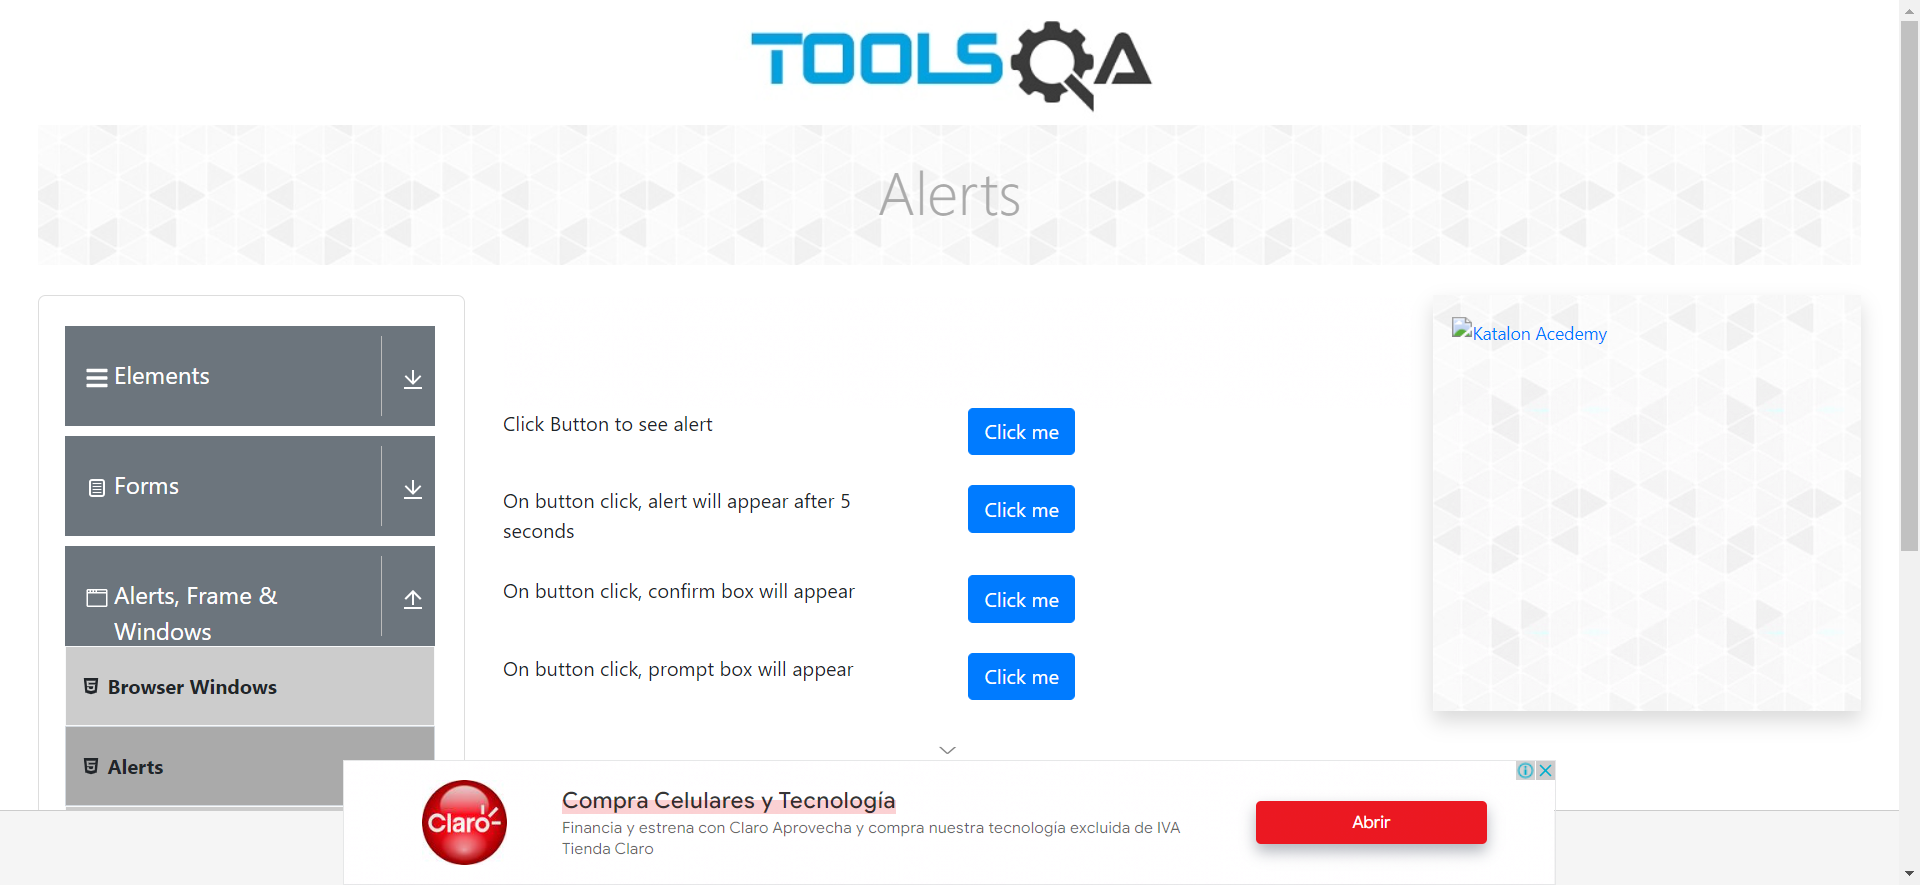 TOOLSQA
Alerts
Katalon Acedemy
Elements
Forms
Alerts, Frame &
Windows
Browser Windows
Alerts
Click Button to see alert
Click me
On button click, alert will appear after 5
seconds
Click me
On button click, confirm box will appear
Click me
On button click, prompt box will appear
Click me
Claro-
Compra Celulares y Tecnología
Financia y estrena con Claro Aprovecha y compra nuestra tecnología excluida de IVA
Tienda Claro
Abrir